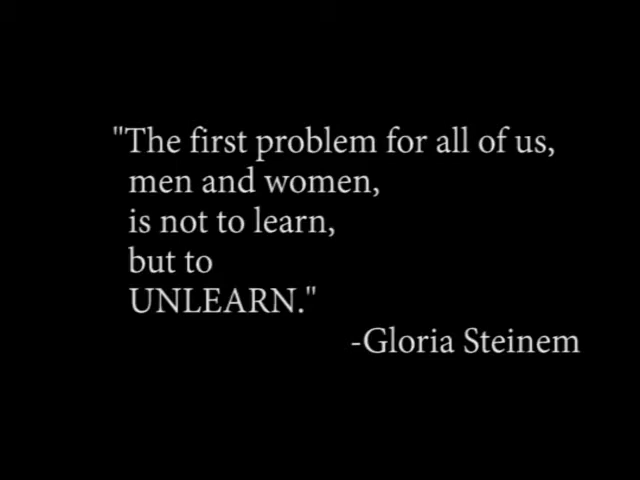 "The first problem for all of us,
men and women,
is not to learn,
but to
UNLEARN."
-Gloria Steinem